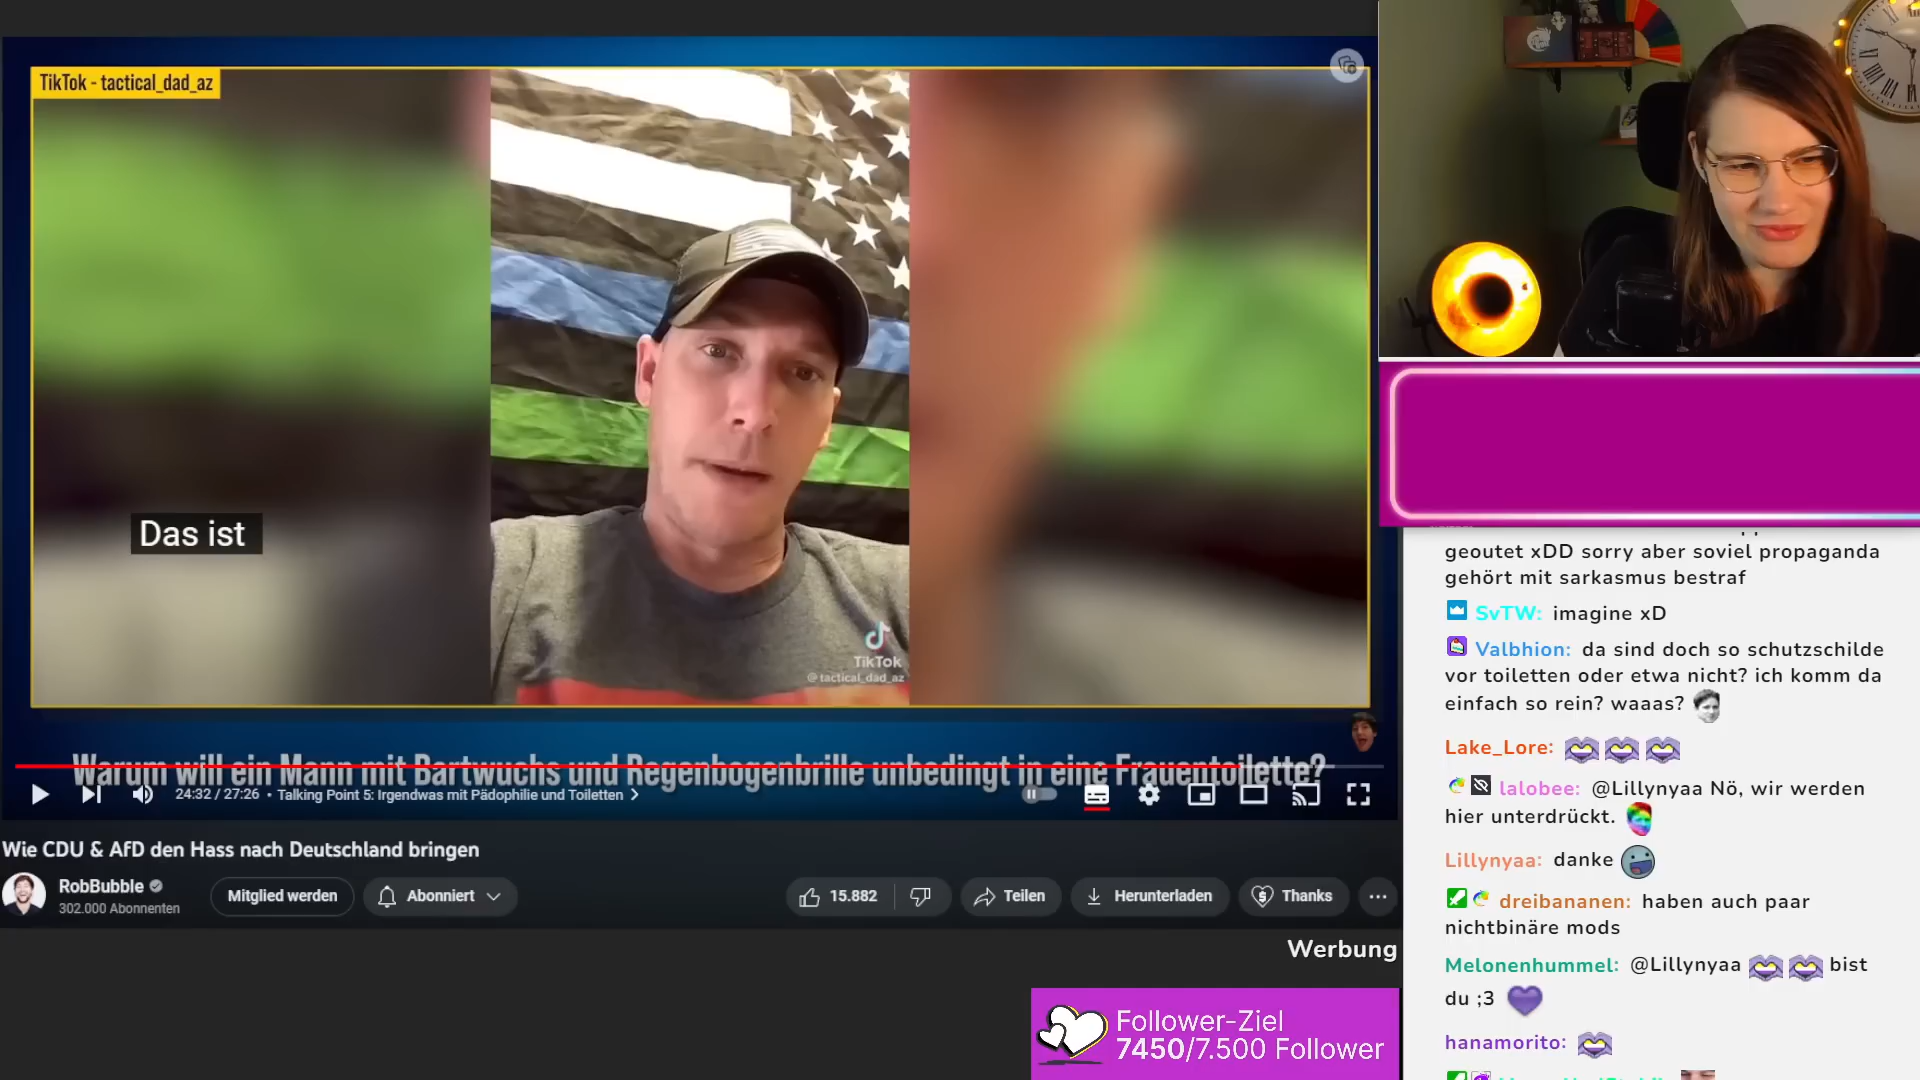 TikTok - tactical_dad_az
Das ist
TikTok
@tactical_dad_az
Warum will ein Mann mit Bartwuchs und Regenbogenbrille unbedingt in eine Frauentoilette?
24:32 / 27:26 • Talking Point 5: Irgendwas mit Pädophilie und Toiletten
Wie CDU & AfD den Hass nach Deutschland bringen
RobBubble
302.000 Abonnenten
Mitglied werden
Abonniert
15.882
Teilen
Herunterladen
Thanks
Werbung
Follower-Ziel
7450/7.500 Follower
geoutet xDD sorry aber soviel propaganda
gehört mit sarkasmus bestraf
SvTW: imagine xD
Valbhion: da sind doch so schutzschilde
vor toiletten oder etwa nicht? ich komm da
einfach so rein? waaas?
Lake_Lore:
lalobee: @Lillynyaa Nö, wir werden
hier unterdrückt.
Lillynyaa: danke
dreibananen: haben auch paar
nichtbinäre mods
Melonenhummel: @Lillynyaa bist
du ;3
hanamorito: